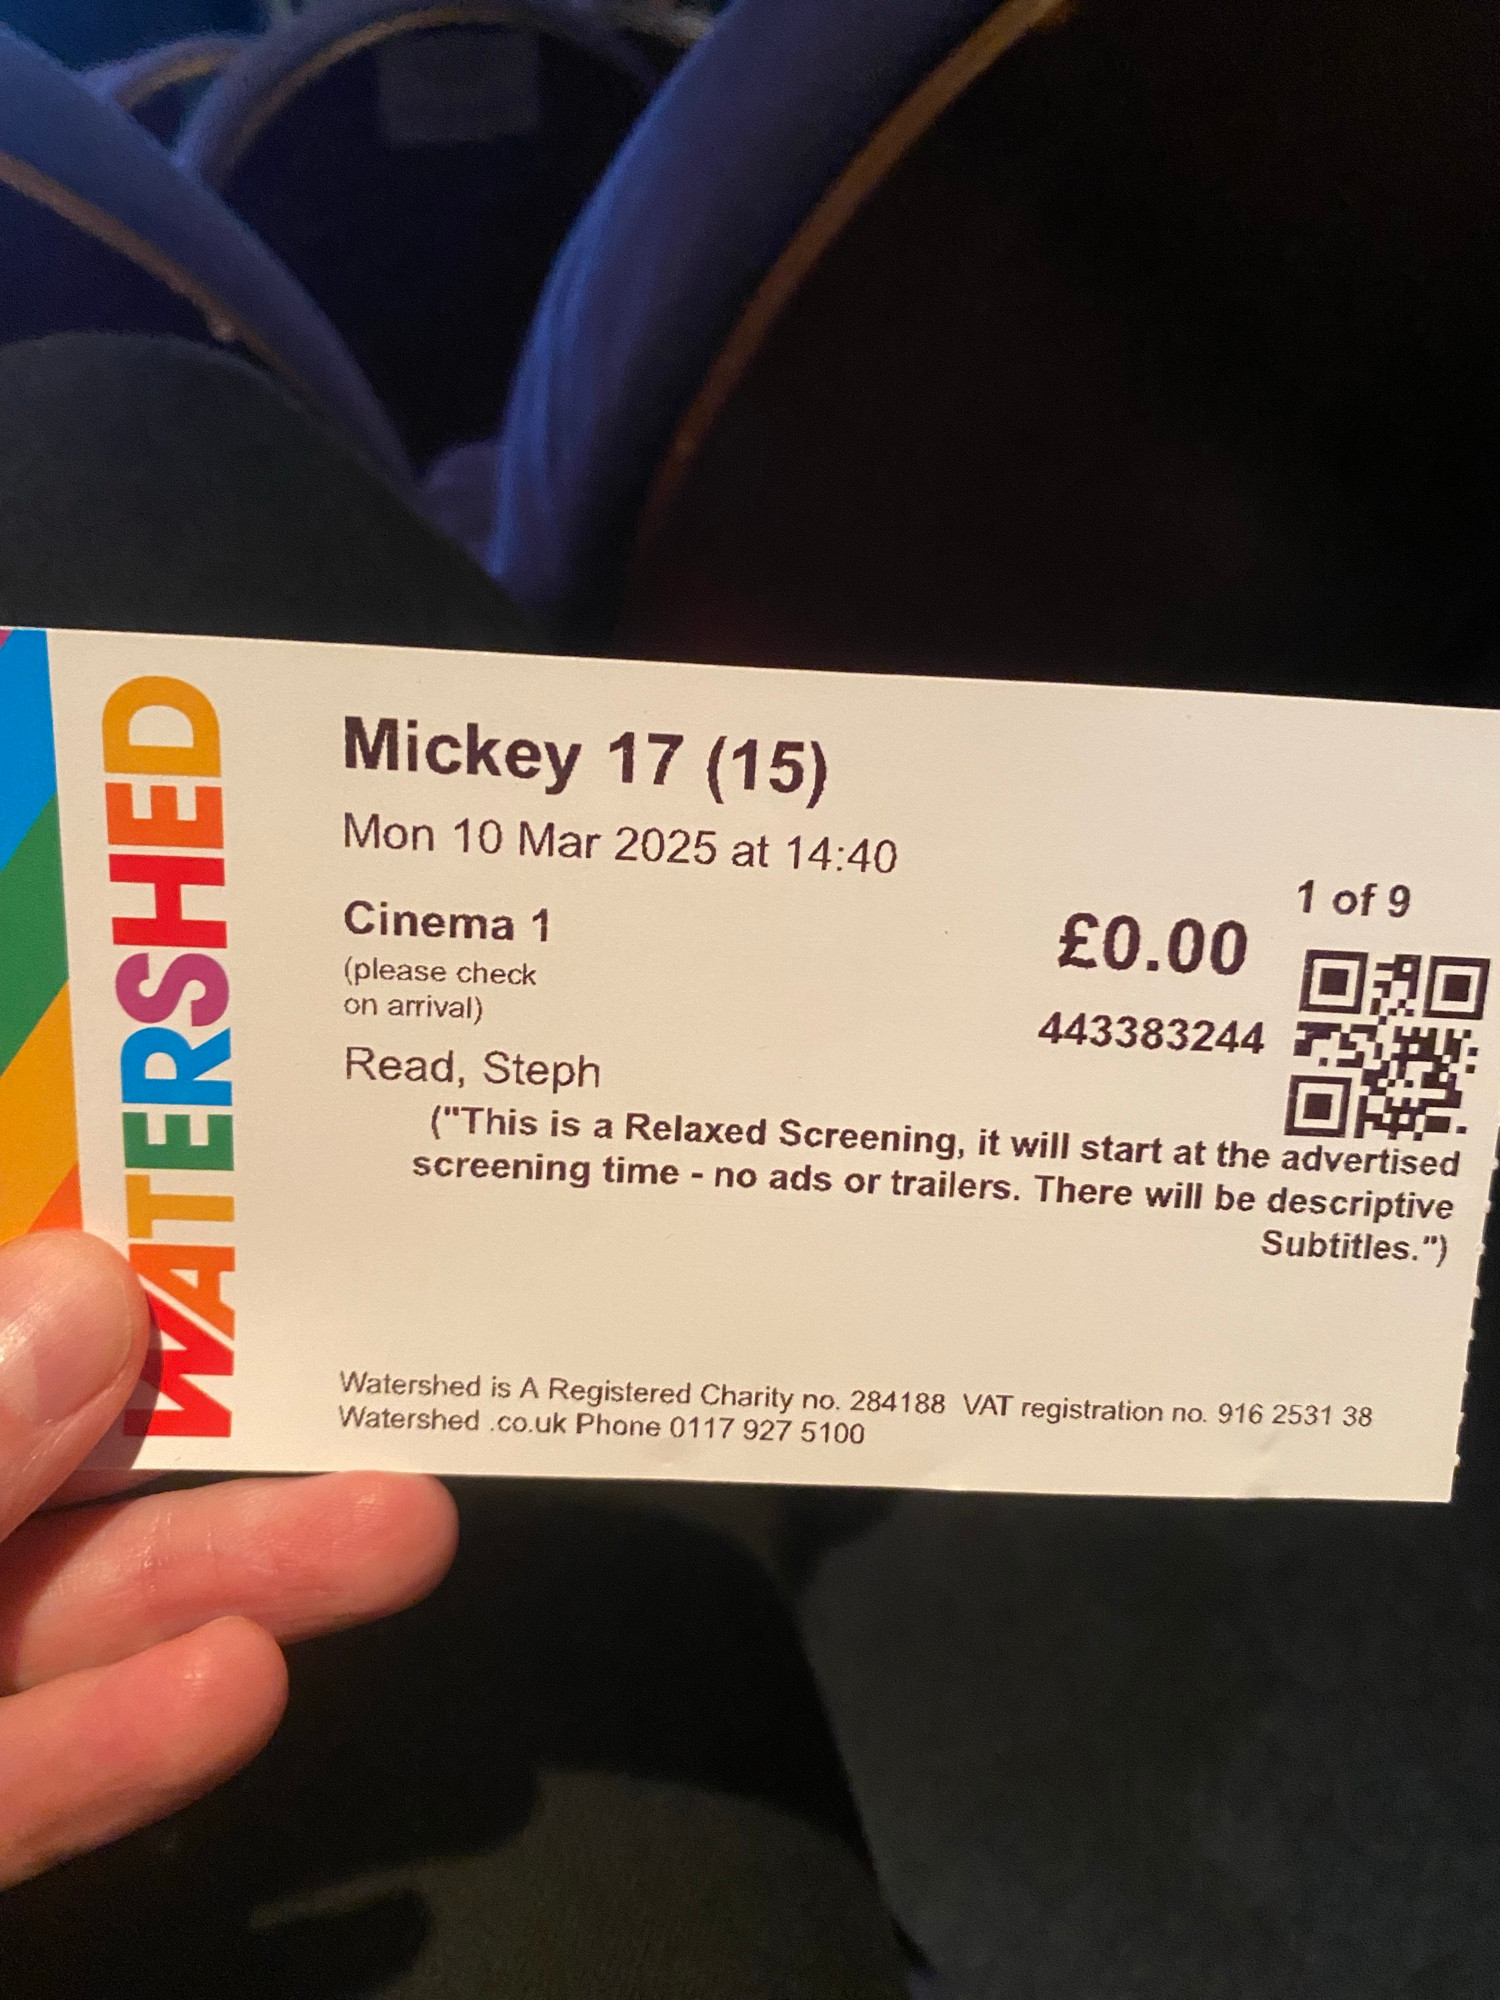 WATERSHED
Mickey 17 (15)
Mon 10 Mar 2025 at 14:40
Cinema 1
(please check
on arrival)
Read, Steph
1 of 9
£0.00
443383244
("This is a Relaxed Screening, it will start at the advertised
screening time - no ads or trailers. There will be descriptive
Subtitles.")
Watershed is A Registered Charity no. 284188  VAT registration no. 916 2531 38
Watershed .co.uk Phone 0117 927 5100